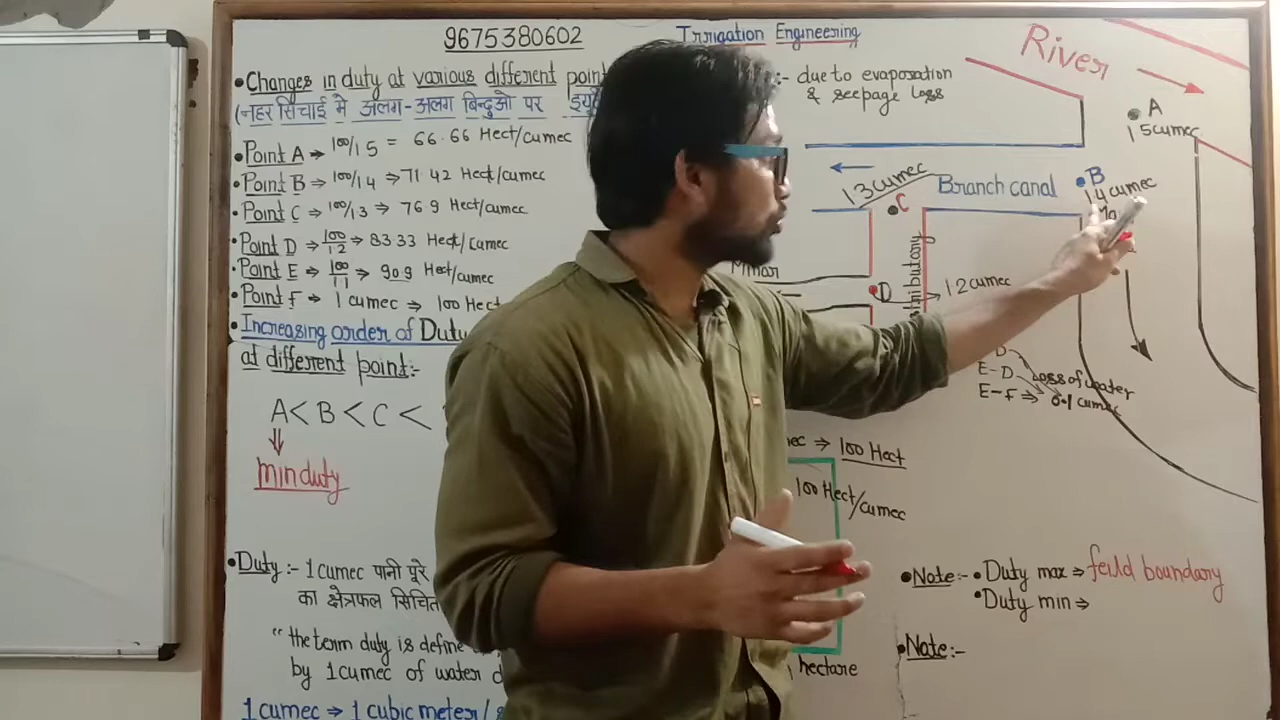 9675380602
Irrigation Engineering
• Changes in duty at various different point
(नहर सिंचाई में अलग-अलग बिन्दुओ पर
• Point A → 100/15 = 66.66 Hect/cumec
• Point B ⇒ 100/14 ⇒ 71.42 Hect/cumec
• Point C ⇒ 100/13 ⇒ 76.9 Hect/cumec
• Point D ⇒ 100/12 ⇒ 83.33 Hect/cumec
• Point E ⇒ 100/11 ⇒ 90.9 Hect/cumec
• Point F → 1 cumec ⇒ 100 Hect
• Increasing order of Duty
at different point:-
A < B < C <
min duty
• Duty :- 1 cumec पानी पूरे
का क्षेत्रफल सिंचित
"the term duty is define
by 1 cumec of water
1 cumec ⇒ 1 cubic meter/
:- due to evaporation
& seepage loss
River
A
15 cumec
B
14 cumec
13 cumec
C
Branch canal
Minor
D
12 cumec
D
E-D
Loss of water
E-F ⇒ 0.1 cumec
⇒ 100 Hect
100 Hect/cumec
hectare
• Note:- • Duty max ⇒ feild boundary
• Duty min ⇒
• Note:-